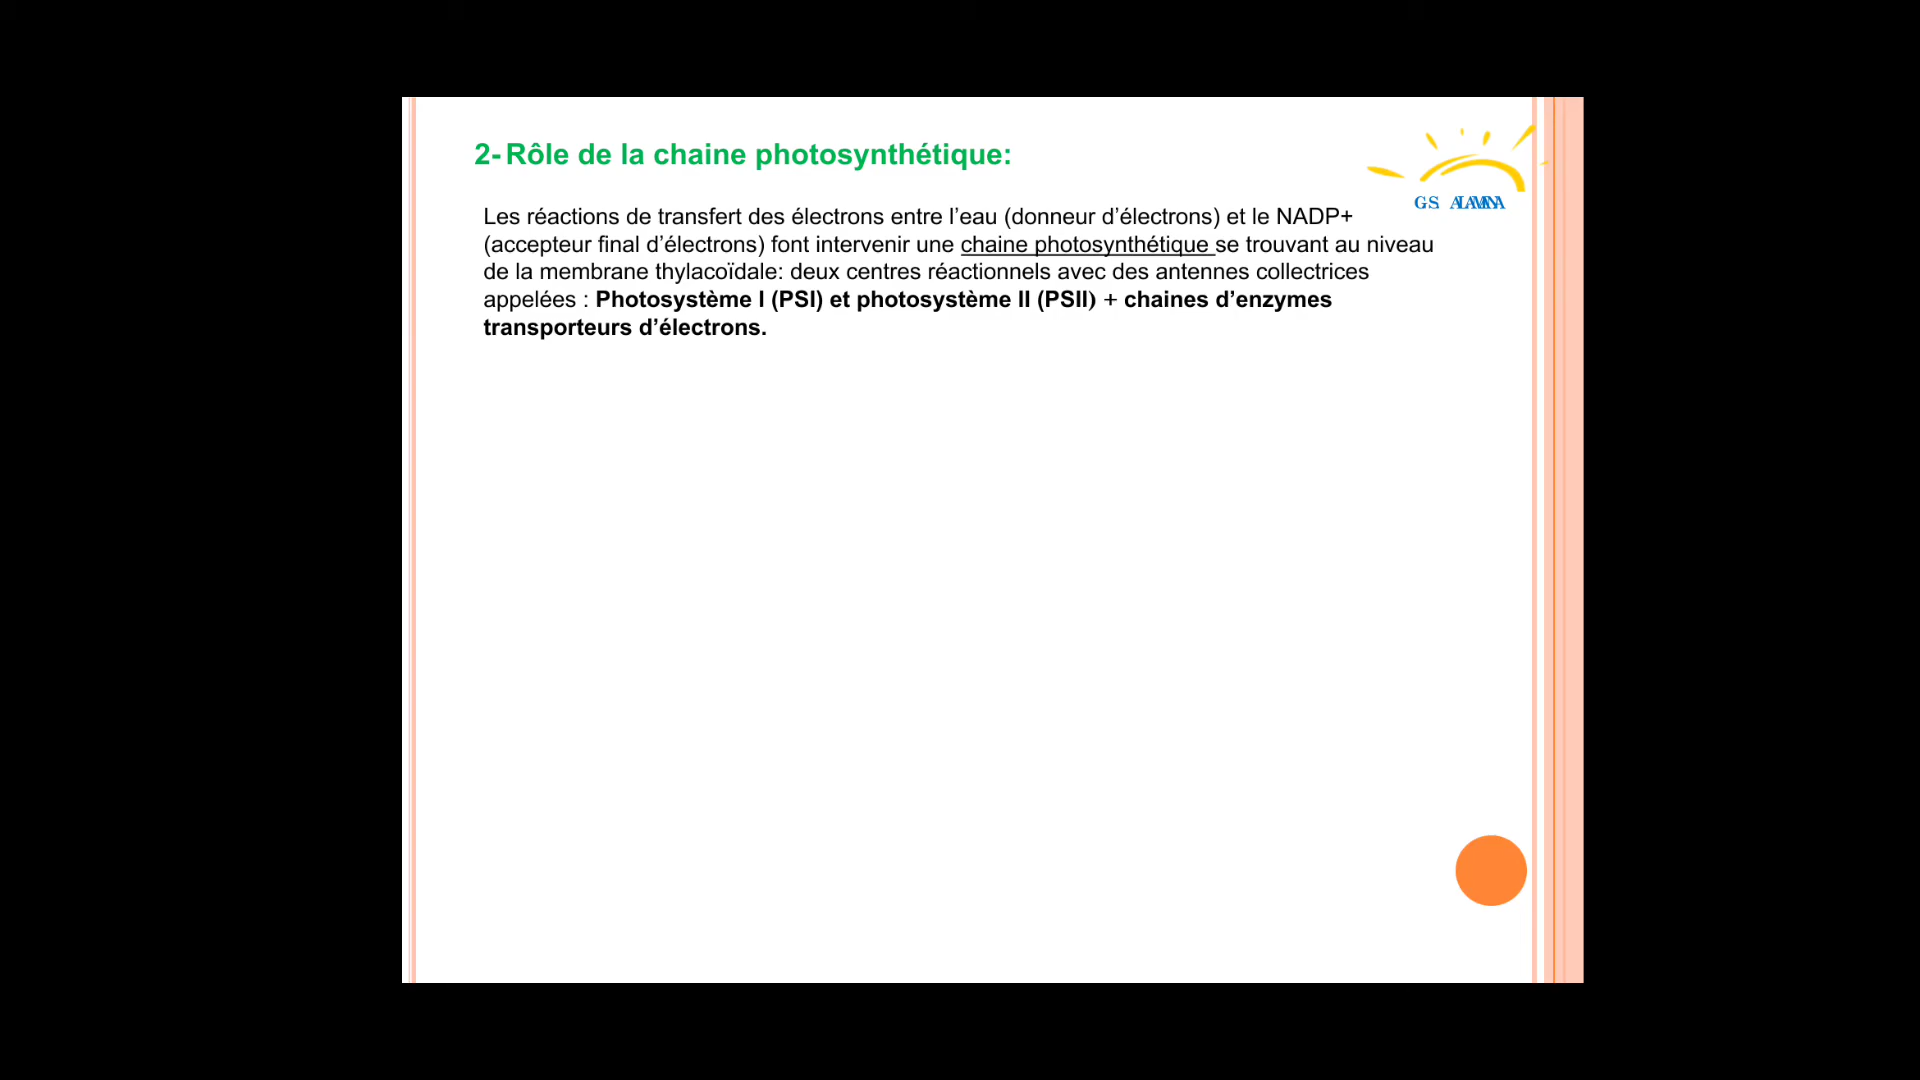 2- Rôle de la chaine photosynthétique:
Les réactions de transfert des électrons entre l’eau (donneur d’électrons) et le NADP+
(accepteur final d’électrons) font intervenir une chaine photosynthétique se trouvant au niveau
de la membrane thylacoïdale: deux centres réactionnels avec des antennes collectrices
appelées : Photosystème I (PSI) et photosystème II (PSII) + chaines d’enzymes
transporteurs d’électrons.
GS